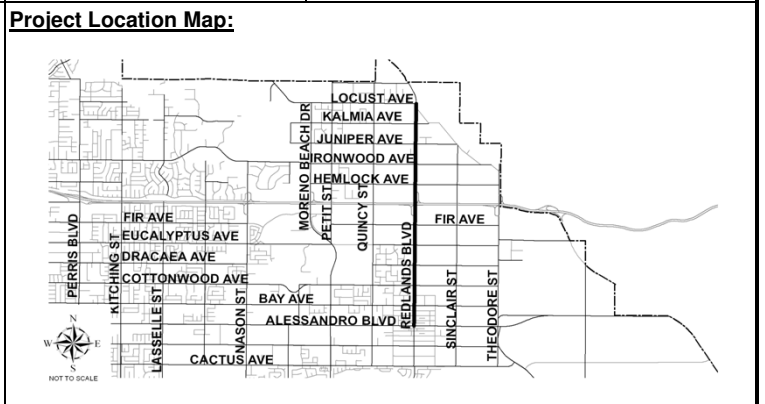 Project Location Map:
LOCUST AVE
KALMIA AVE
JUNIPER AVE
IRONWOOD AVE
HEMLOCK AVE
MORENO BEACH DR
PETIT ST
QUINCY ST
REDLANDS BLVD
FIR AVE
FIR AVE
EUCALYPTUS AVE
DRACAEA AVE
COTTONWOOD AVE
BAY AVE
ALESSANDRO BLVD
CACTUS AVE
PERRIS BLVD
KITCHING ST
LASSELLE ST
NASON ST
SINCLAIR ST
THEODORE ST
N
W
E
S
NOT TO SCALE